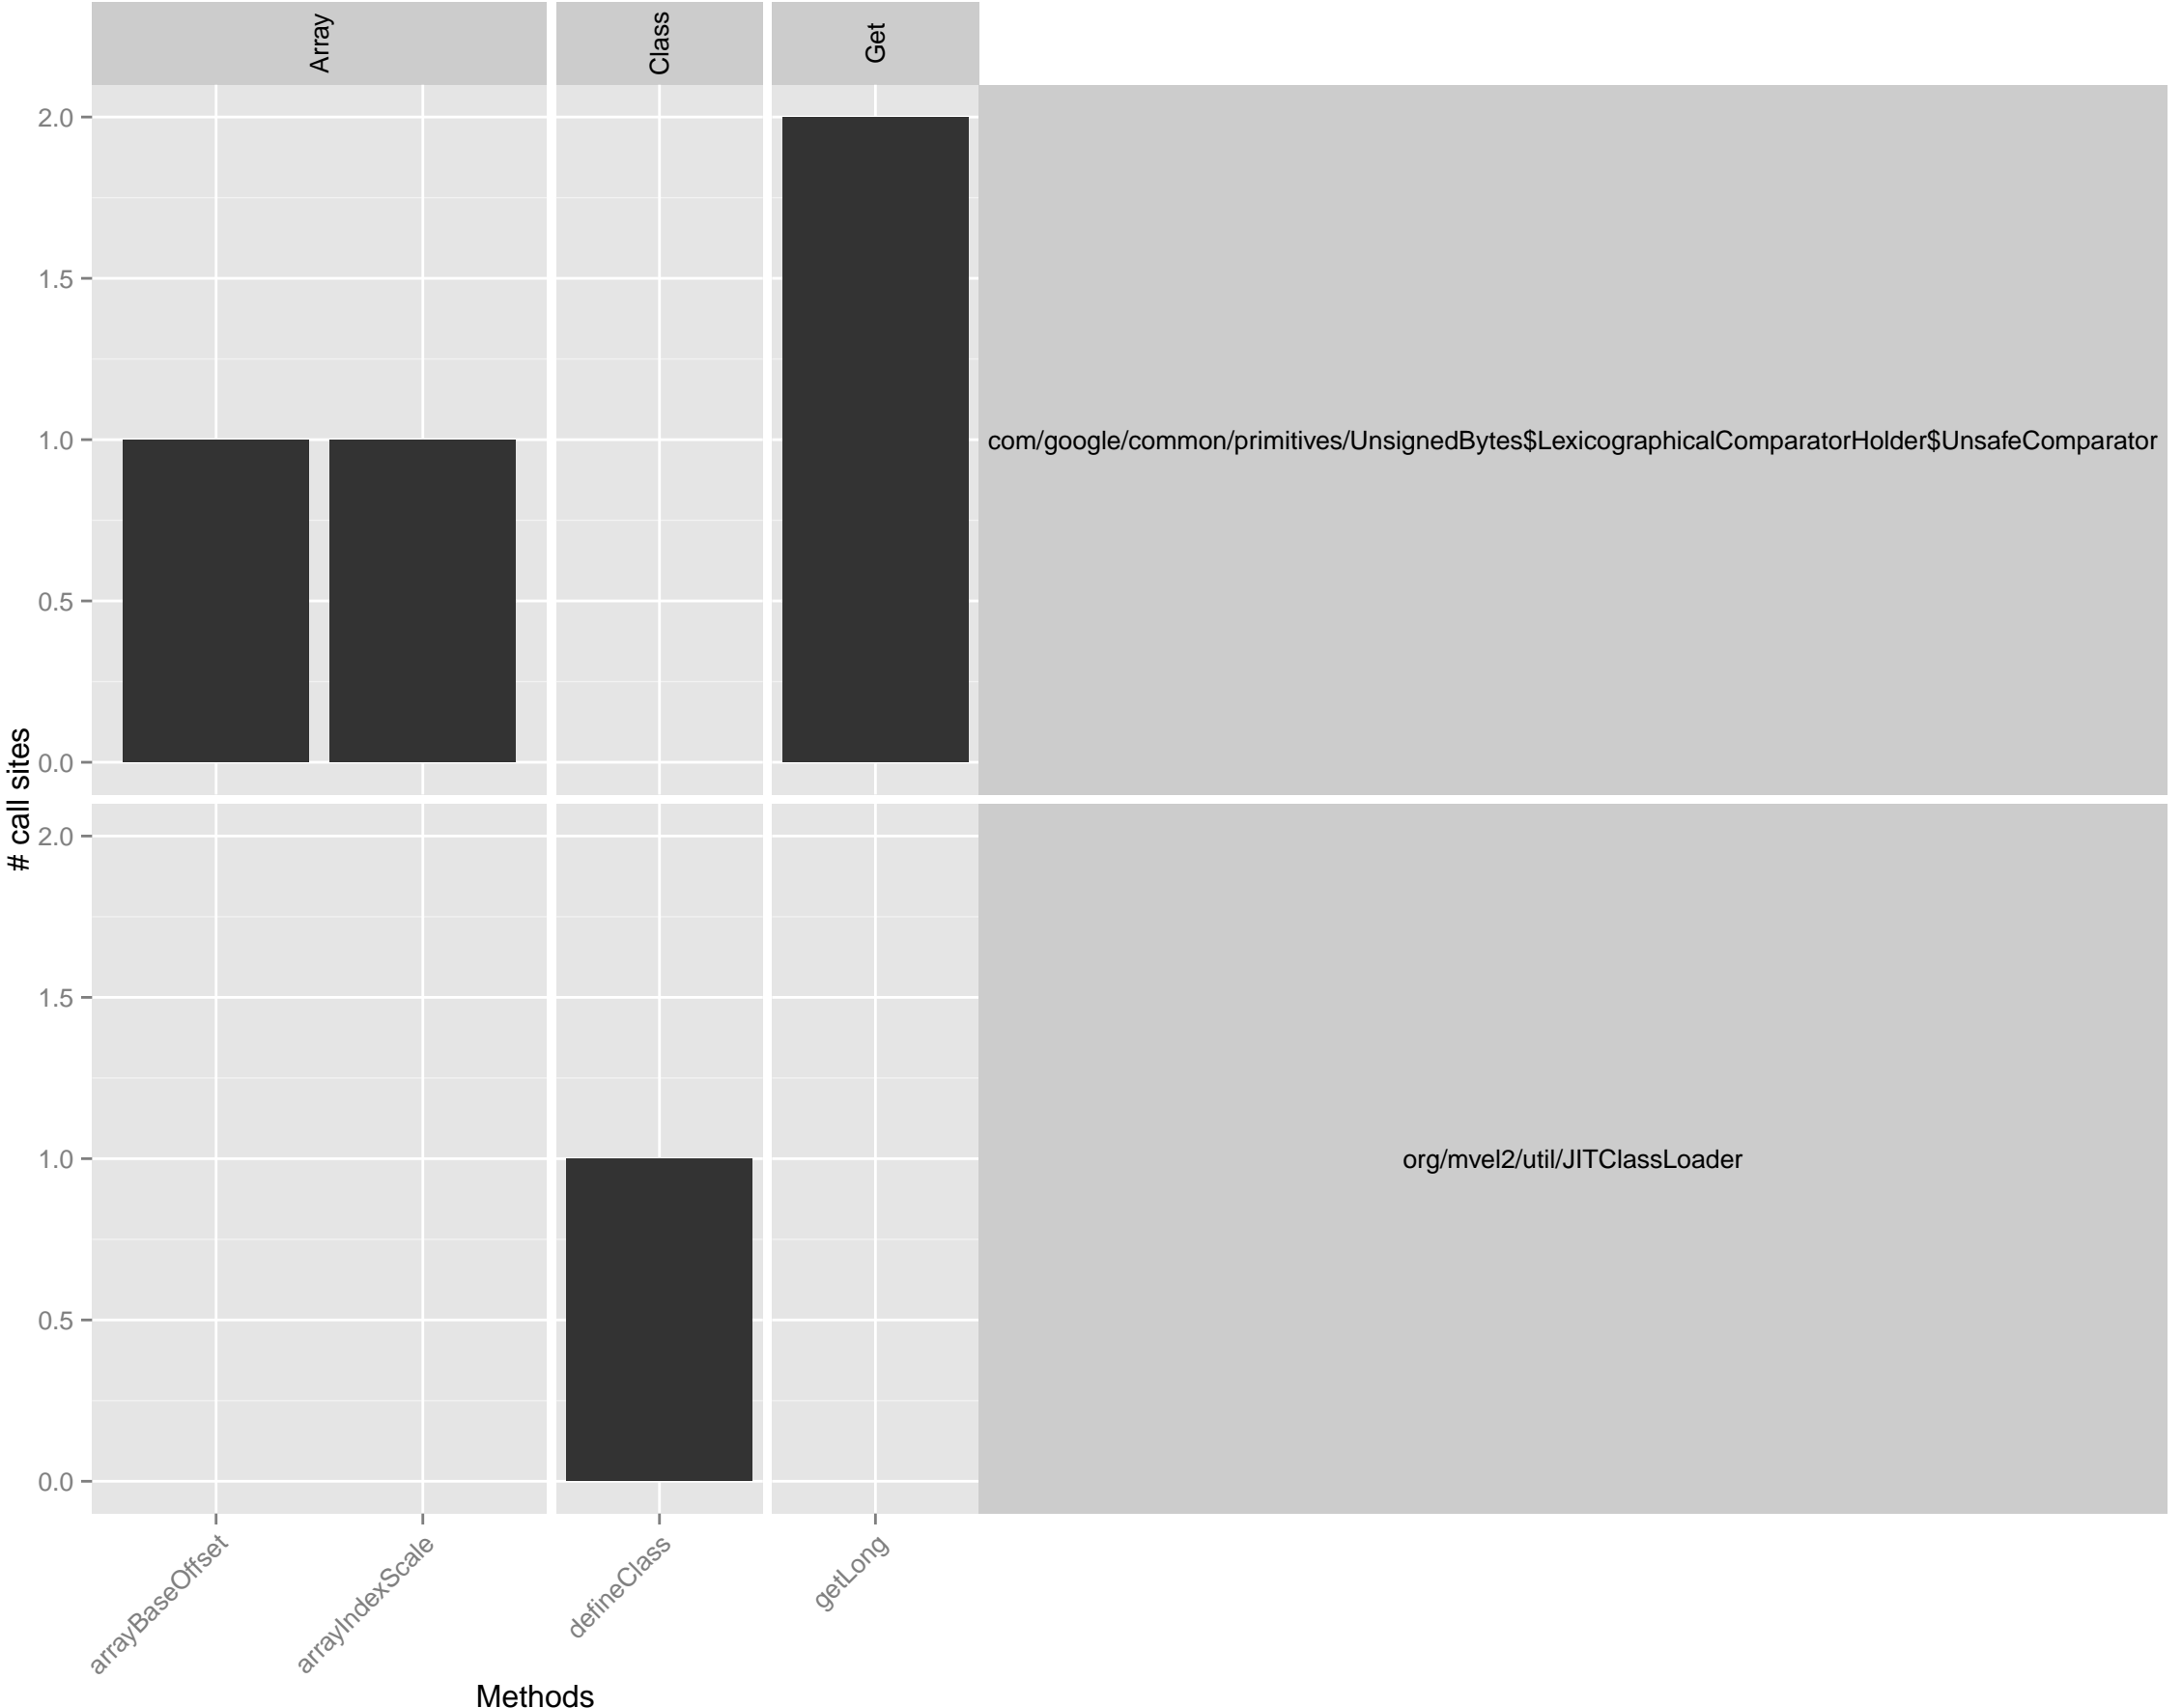 Array
Class
Get
2.0
1.5
1.0
0.5
0.0
com/google/common/primitives/UnsignedBytes$LexicographicalComparatorHolder$UnsafeComparator
# call sites
2.0
1.5
1.0
0.5
0.0
org/mvel2/util/JITClassLoader
arrayBaseOffset
arrayIndexScale
defineClass
getLong
Methods